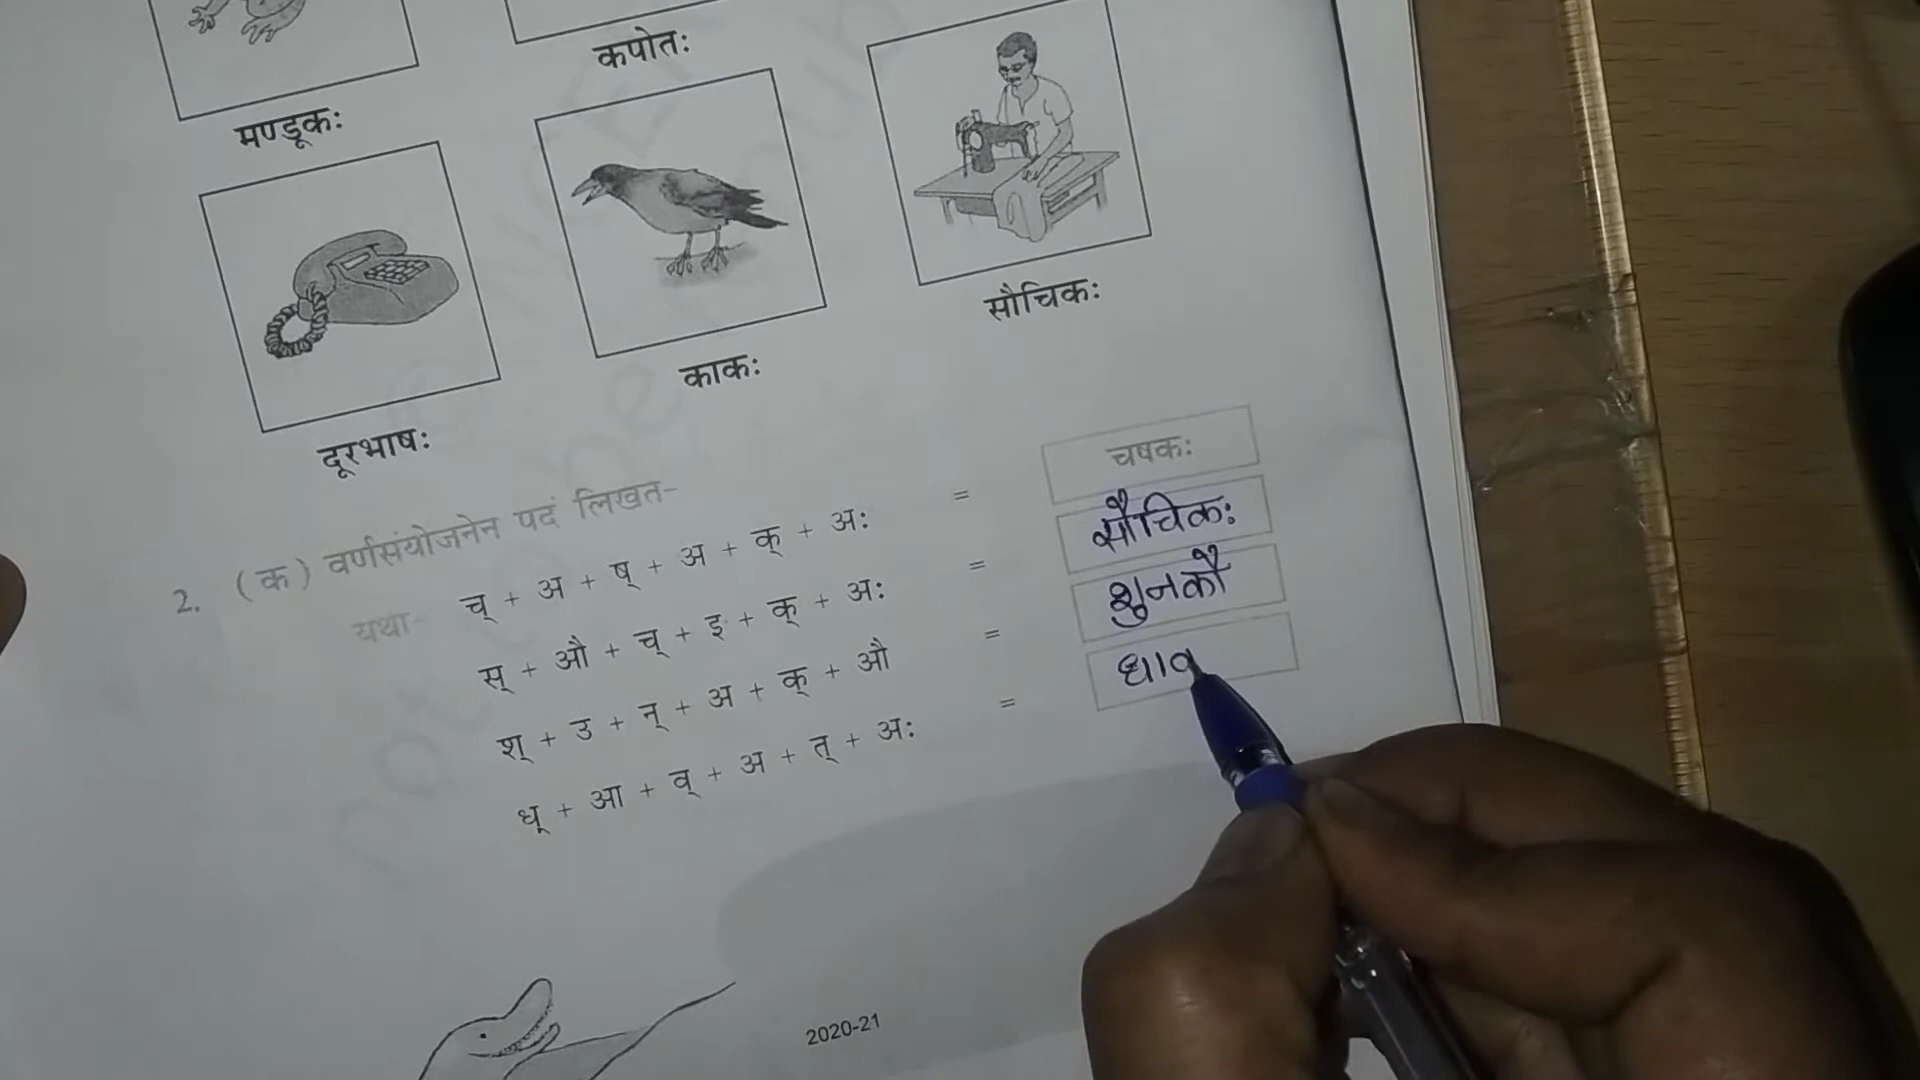 कपोतः
मण्डूकः
सौचिकः
काकः
दूरभाषः
2. (क) वर्णसंयोजनेन पदं लिखत-
यथा- च् + अ + ष् + अ + क् + अः = चषकः
स् + औ + च् + इ + क् + अः = सौचिकः
श् + उ + न् + अ + क् + औ = शुनकौ
ध् + आ + व् + अ + त् + अः = धाव
2020-21